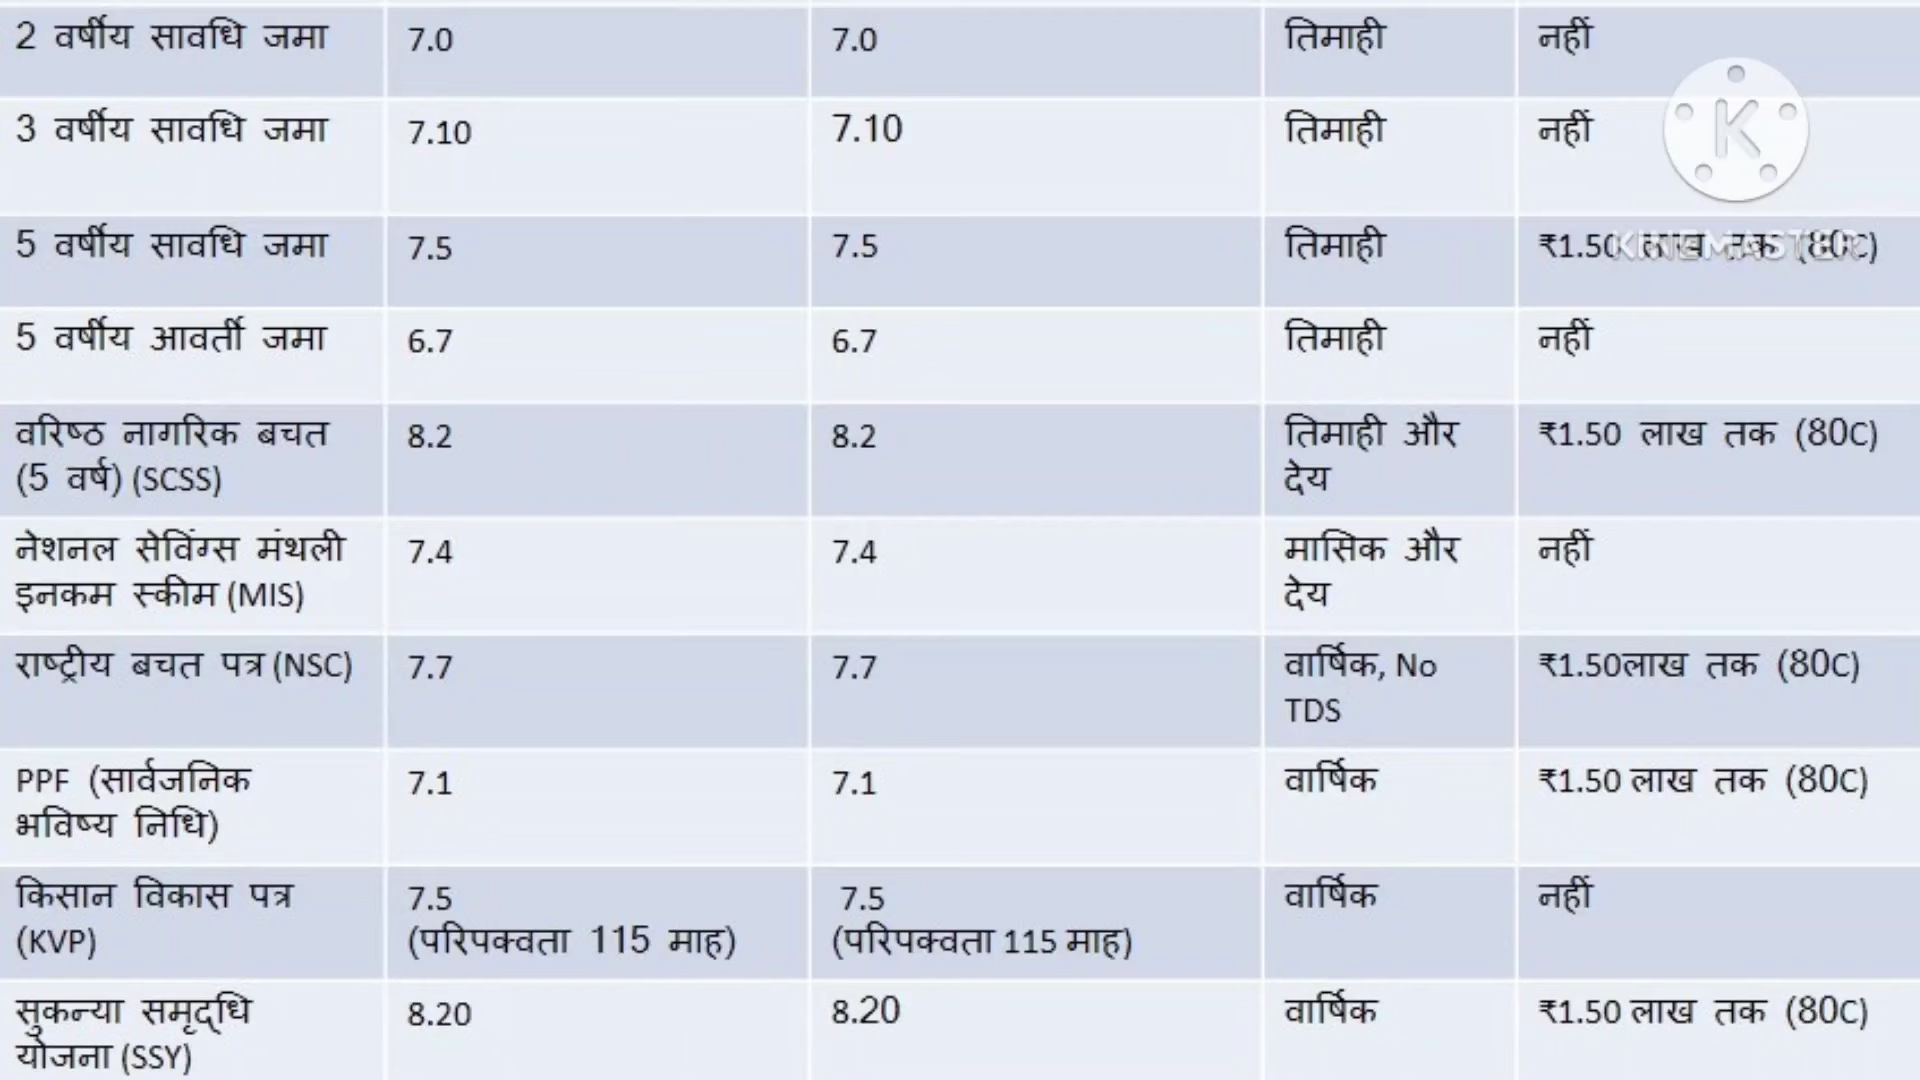 2 वर्षीय सावधि जमा 7.0 7.0 तिमाही नहीं
3 वर्षीय सावधि जमा 7.10 7.10 तिमाही नहीं
5 वर्षीय सावधि जमा 7.5 7.5 तिमाही ₹1.50 लाख तक (80C)
KINEMASTER
5 वर्षीय आवर्ती जमा 6.7 6.7 तिमाही नहीं
वरिष्ठ नागरिक बचत 8.2 8.2 तिमाही और ₹1.50 लाख तक (80C)
(5 वर्ष) (SCSS) देय
नेशनल सेविंग्स मंथली 7.4 7.4 मासिक और नहीं
इनकम स्कीम (MIS) देय
राष्ट्रीय बचत पत्र (NSC) 7.7 7.7 वार्षिक, No ₹1.50लाख तक (80C)
TDS
PPF (सार्वजनिक 7.1 7.1 वार्षिक ₹1.50 लाख तक (80C)
भविष्य निधि)
किसान विकास पत्र 7.5 7.5 वार्षिक नहीं
(KVP) (परिपक्वता 115 माह) (परिपक्वता 115 माह)
सुकन्या समृद्धि 8.20 8.20 वार्षिक ₹1.50 लाख तक (80C)
योजना (SSY)